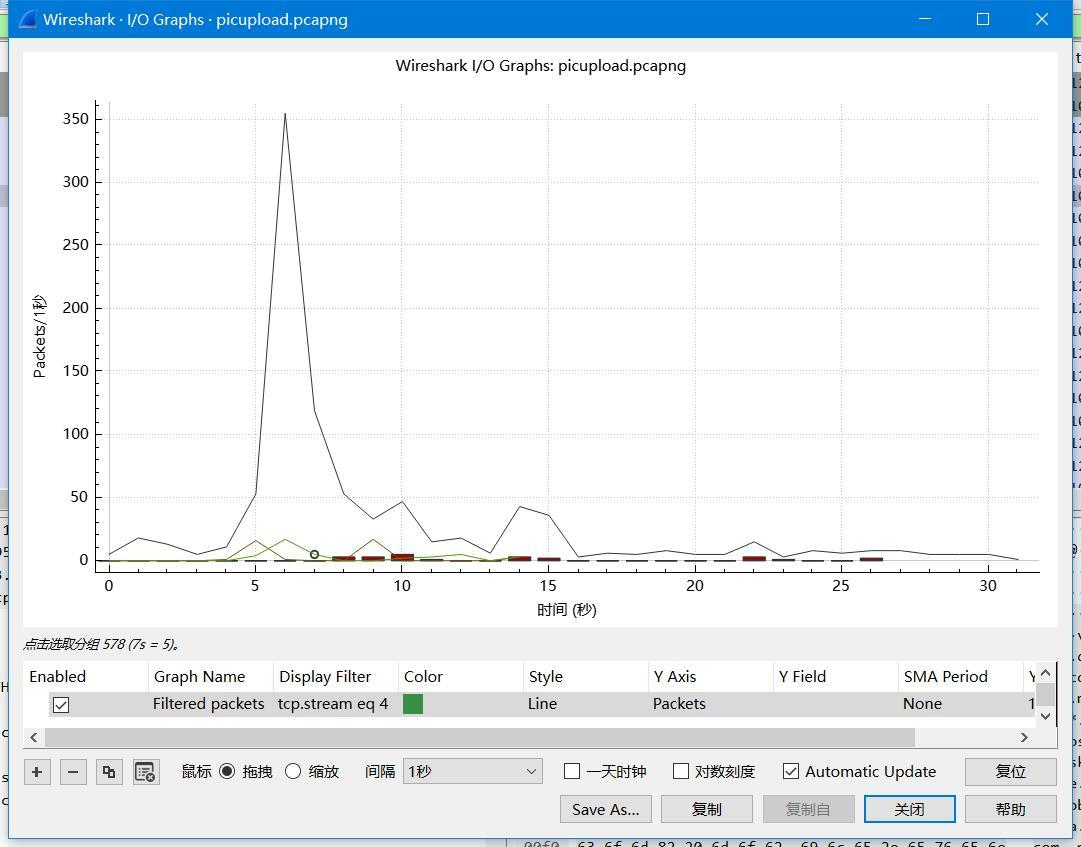 Wireshark · I/O Graphs · picupload.pcapng
Wireshark I/O Graphs: picupload.pcapng
350
300
250
200
150
100
50
0
Packets/1秒
0 5 10 15 20 25 30
时间 (秒)
点击选取分组 578 (7s = 5)。
Enabled Graph Name Display Filter Color Style Y Axis Y Field SMA Period
Filtered packets tcp.stream eq 4 Line Packets None
鼠标 拖拽 缩放 间隔 1秒 一天时钟 对数刻度 Automatic Update 复位
Save As... 复制 复制自 关闭 帮助